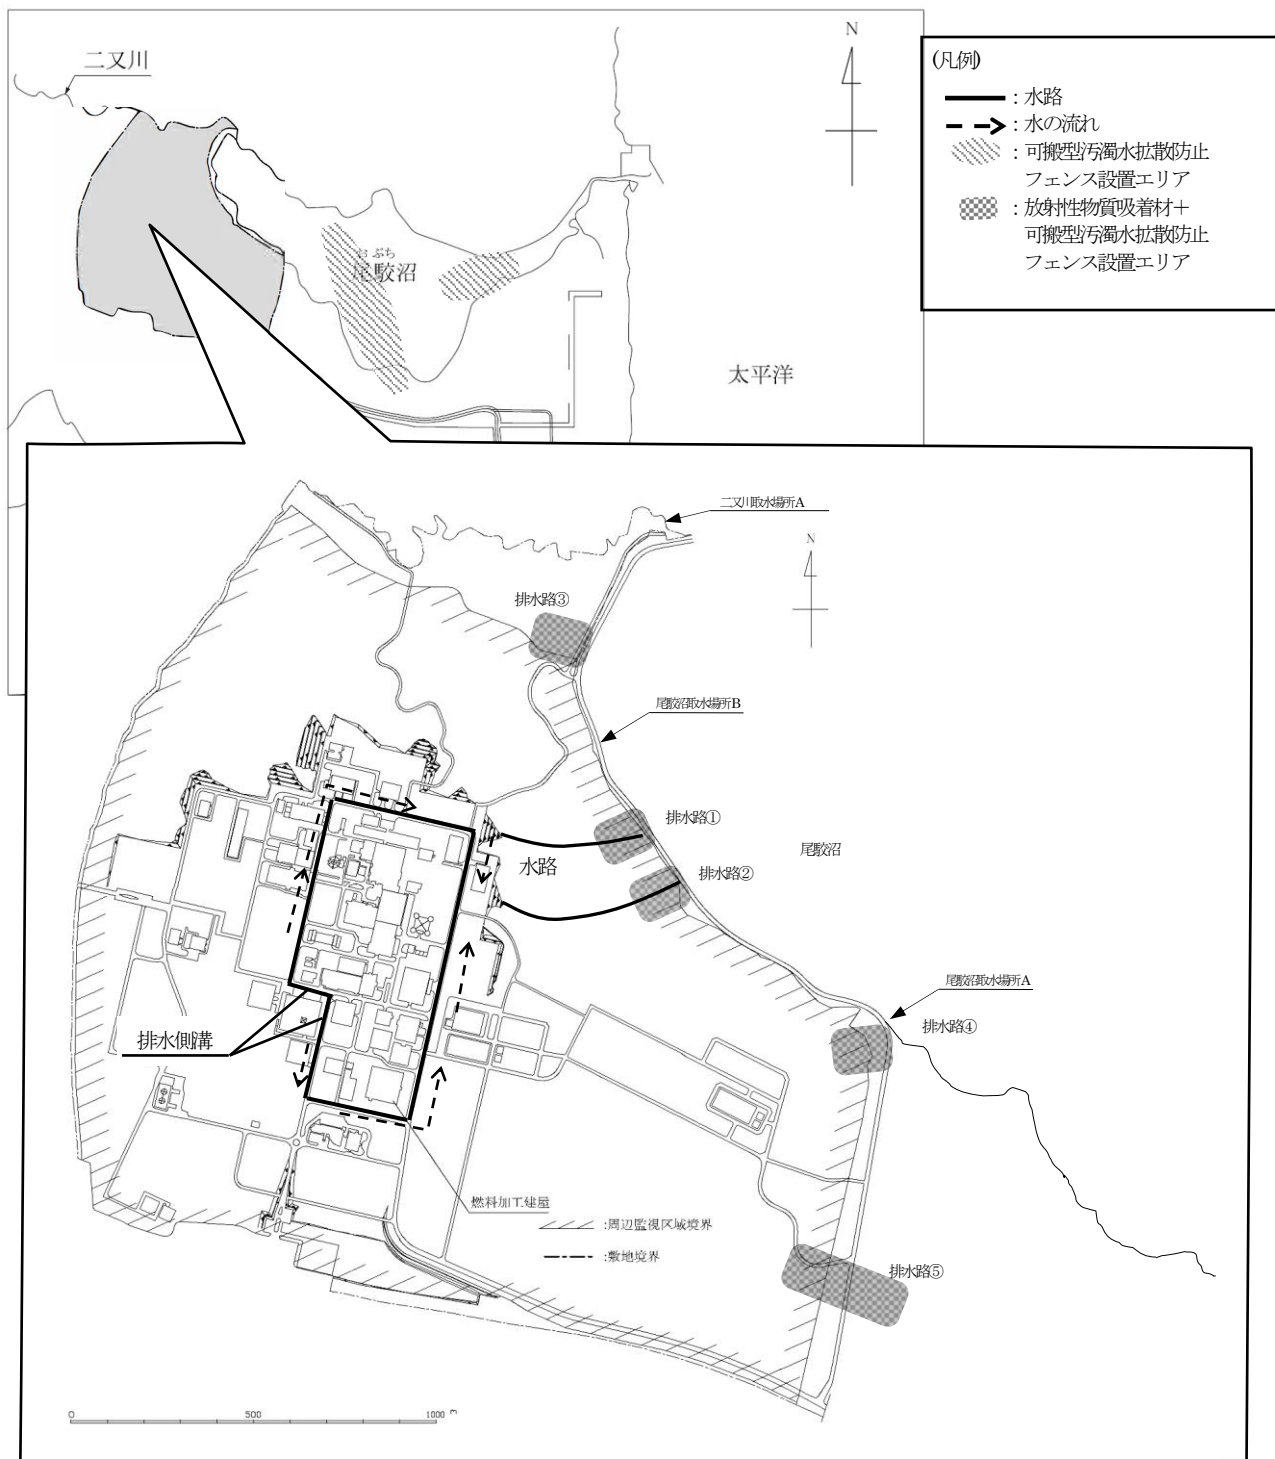 二又川
N
(凡例)
：水路
：水の流れ
：可搬型汚濁水拡散防止
フェンス設置エリア
：放射性物質吸着材＋
可搬型汚濁水拡散防止
フェンス設置エリア
おぶち
尾駮沼
太平洋
二又川取水場所A
N
排水路③
尾駮沼取水場所B
排水路①
尾駮沼
水路
排水路②
尾駮沼取水場所A
排水路④
排水側溝
燃料加工建屋
:周辺監視区域境界
:敷地境界
排水路⑤
0 500 1000 m